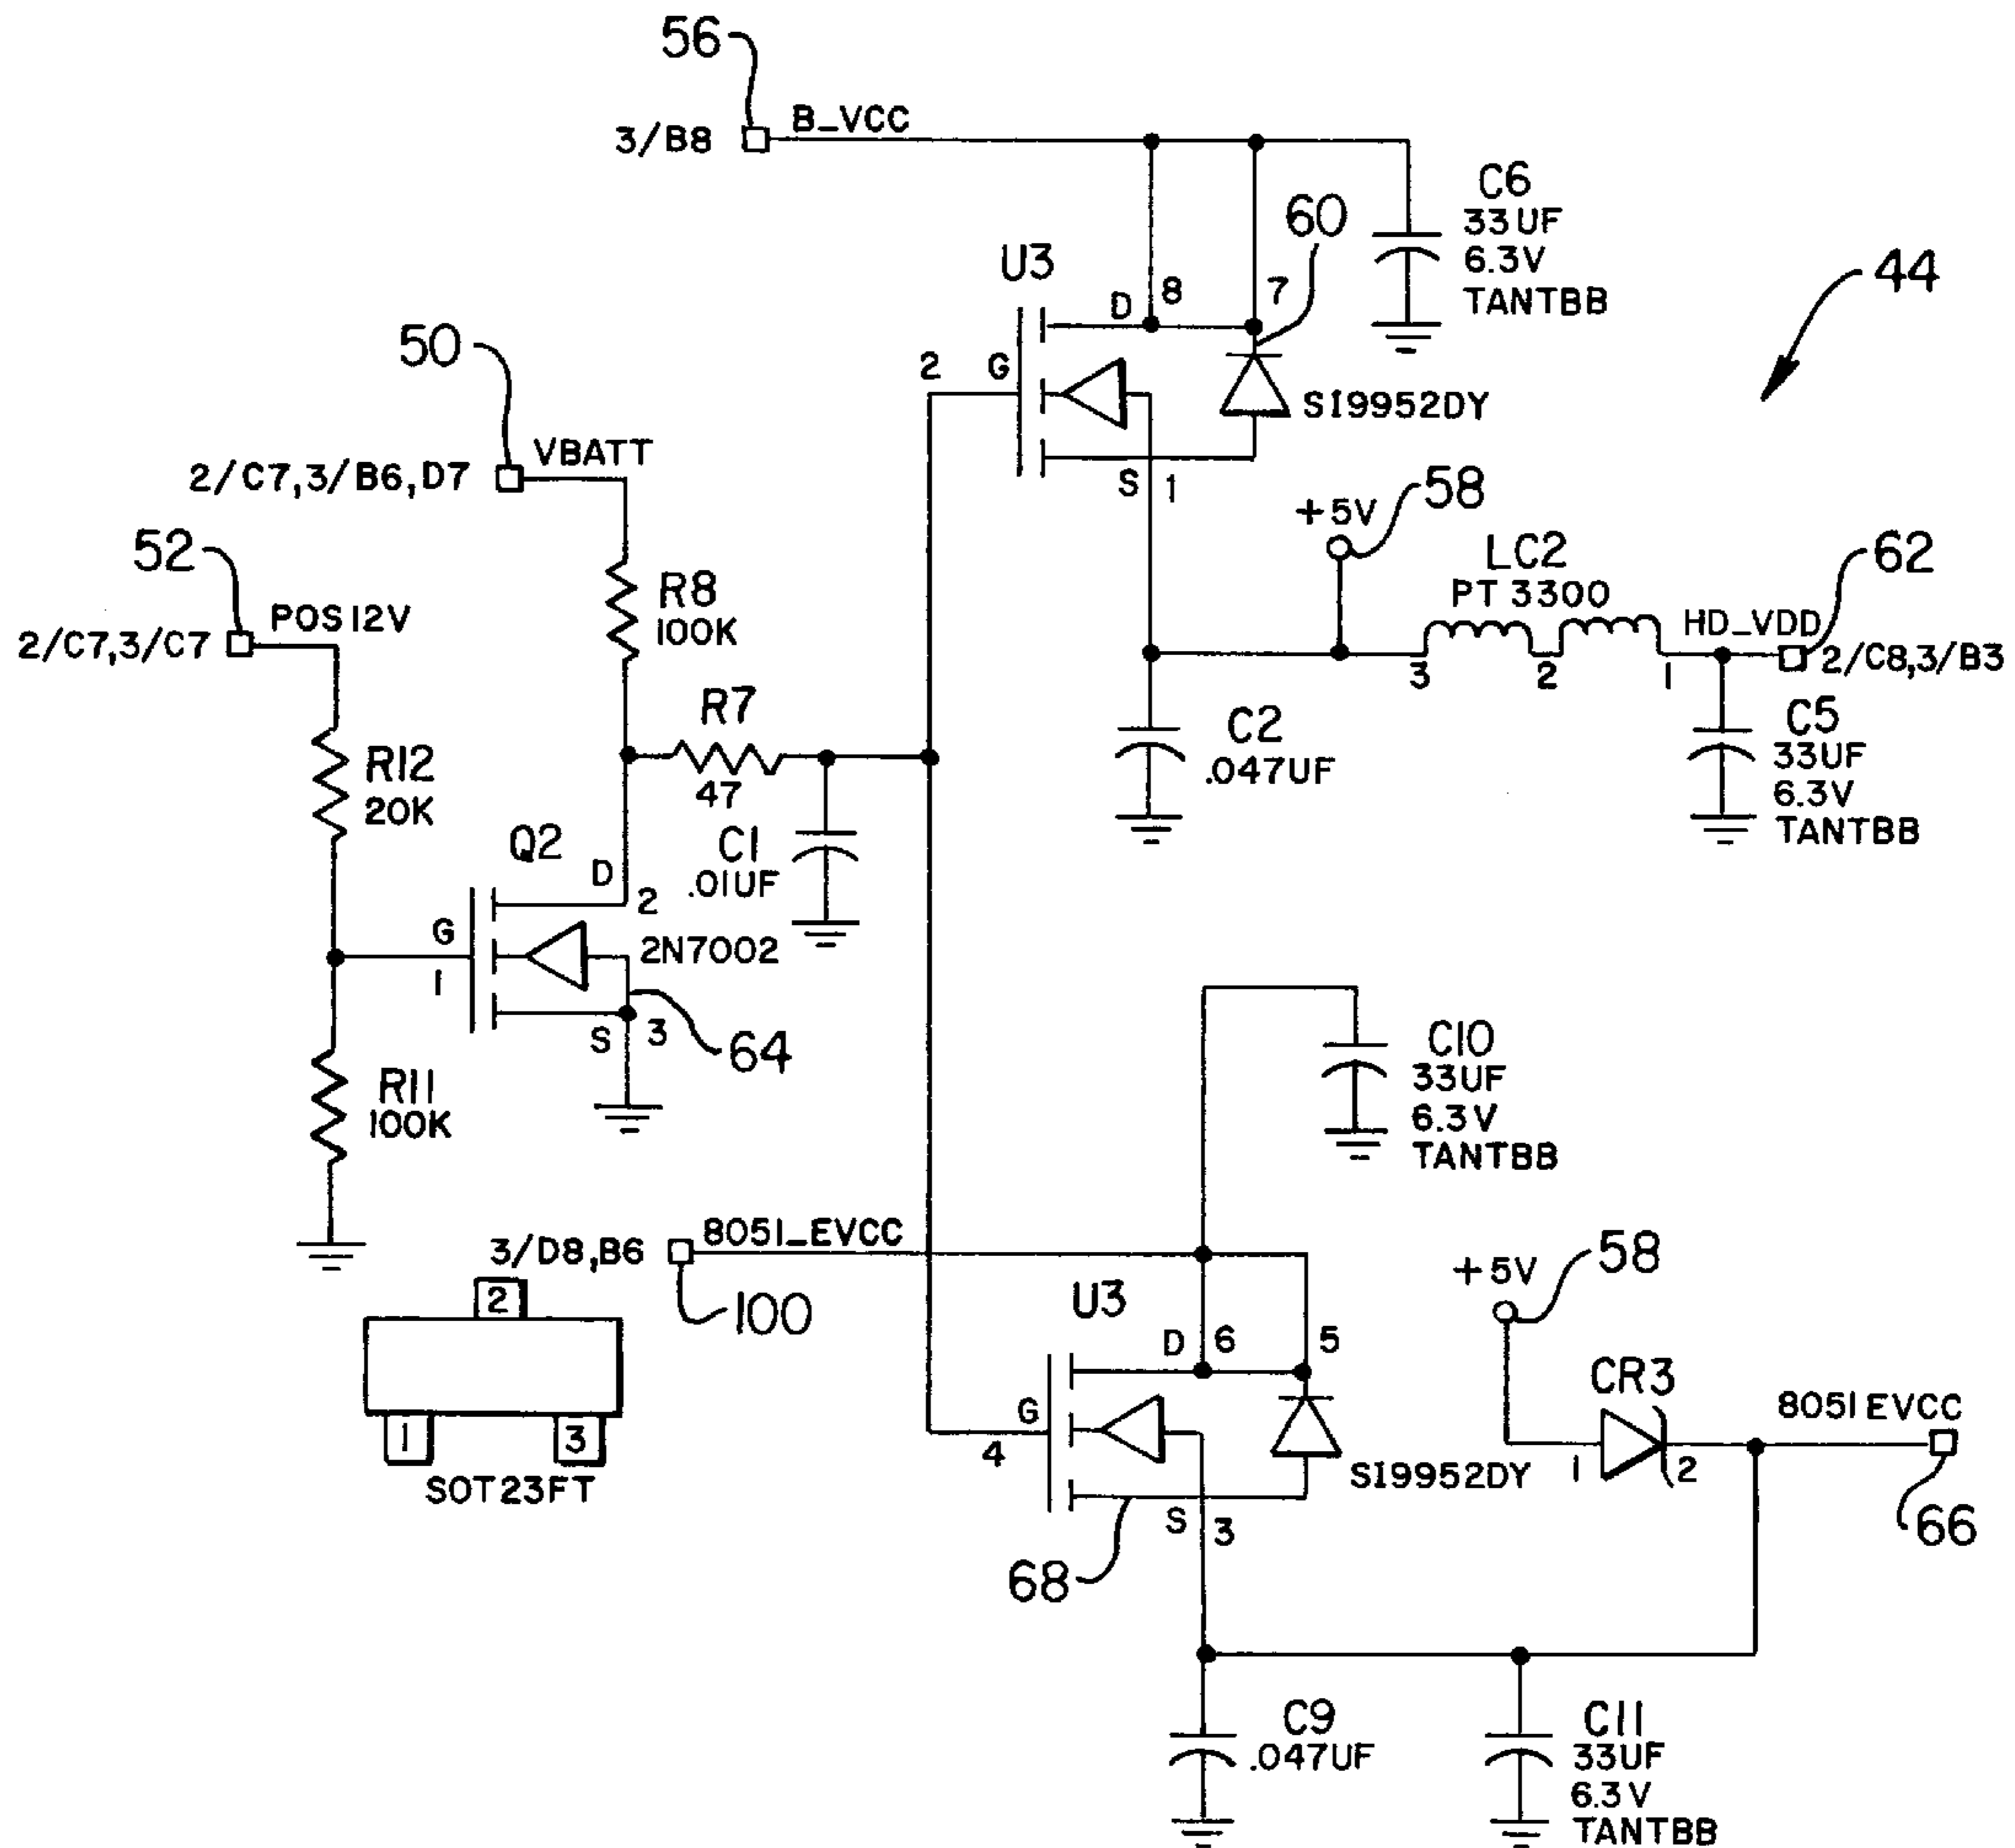 56
B_VCC
3/B8
C6
33UF
6.3V
TANTBB
60
U3
D
8
7
44
50
2
G
SI9952DY
VBATT
2/C7,3/B6,D7
S
1
58
+5V
52
LC2
PT 3300
62
POS12V
2/C7,3/C7
R8
100K
HD_VDD
2/C8,3/B3
3
2
1
R7
47
C2
.047UF
C5
33UF
6.3V
TANTBB
R12
20K
Q2
D
2
C1
.01UF
G
1
2N7002
S
3
64
C10
33UF
6.3V
TANTBB
R11
100K
8051_EVCC
3/D8,B6
100
2
1
3
SOT23FT
U3
D
6
5
+5V
58
CR3
G
4
8051EVCC
1
2
SI9952DY
S
3
66
68
C9
.047UF
C11
33UF
6.3V
TANTBB